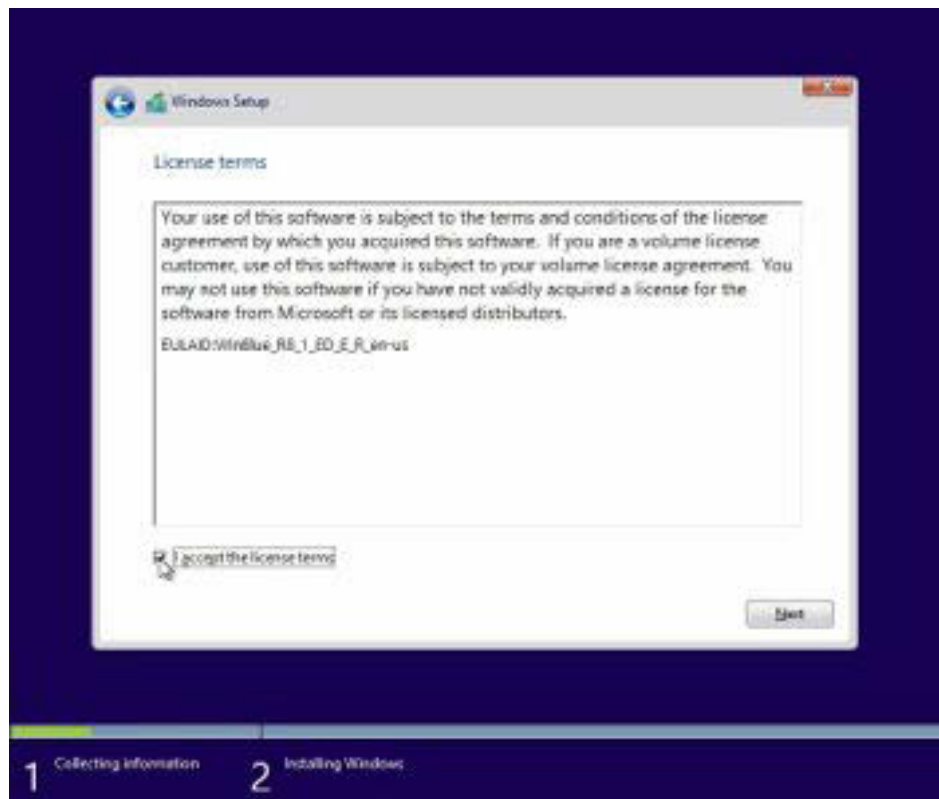 Windows Setup
License terms
Your use of this software is subject to the terms and conditions of the license
agreement by which you acquired this software. If you are a volume license
customer, use of this software is subject to your volume license agreement. You
may not use this software if you have not validly acquired a license for the
software from Microsoft or its licensed distributors.
EULAID:WinBlue_R8_1_ED_E_R_en-us
I accept the license terms
Next
1 Collecting information 2 Installing Windows